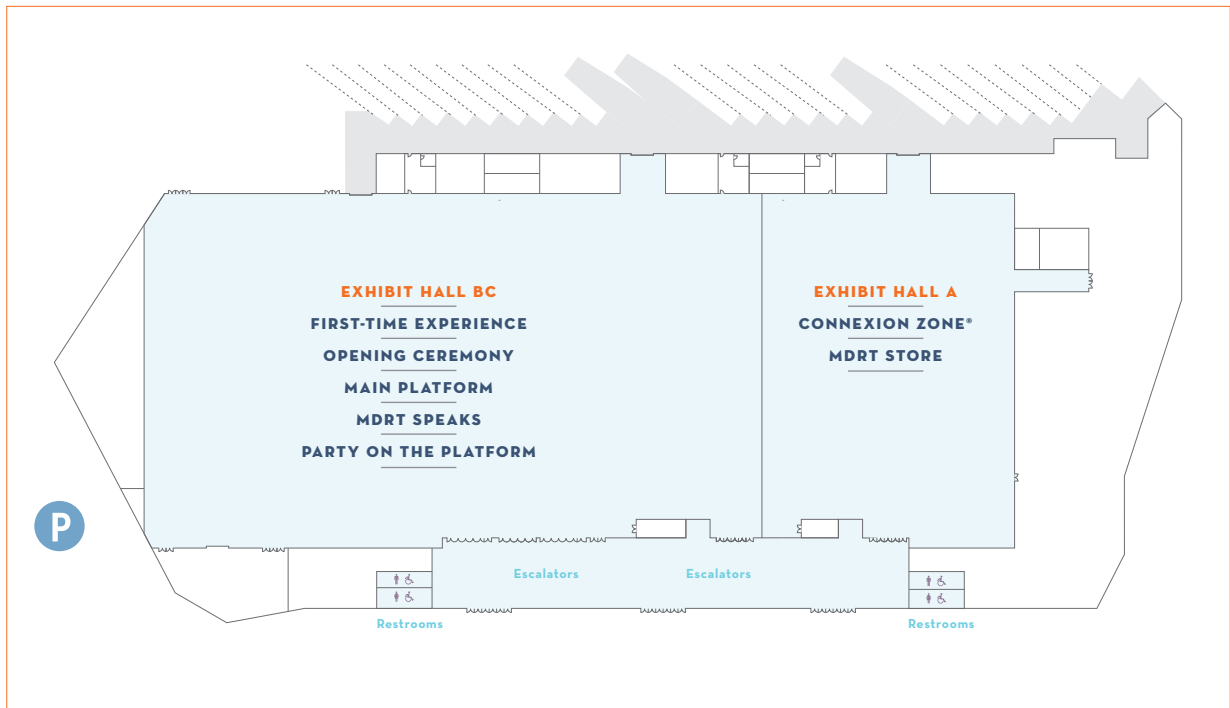 EXHIBIT HALL BC
FIRST-TIME EXPERIENCE
OPENING CEREMONY
MAIN PLATFORM
MDRT SPEAKS
PARTY ON THE PLATFORM
EXHIBIT HALL A
CONNEXION ZONE®
MDRT STORE
P
Escalators
Escalators
Restrooms
Restrooms